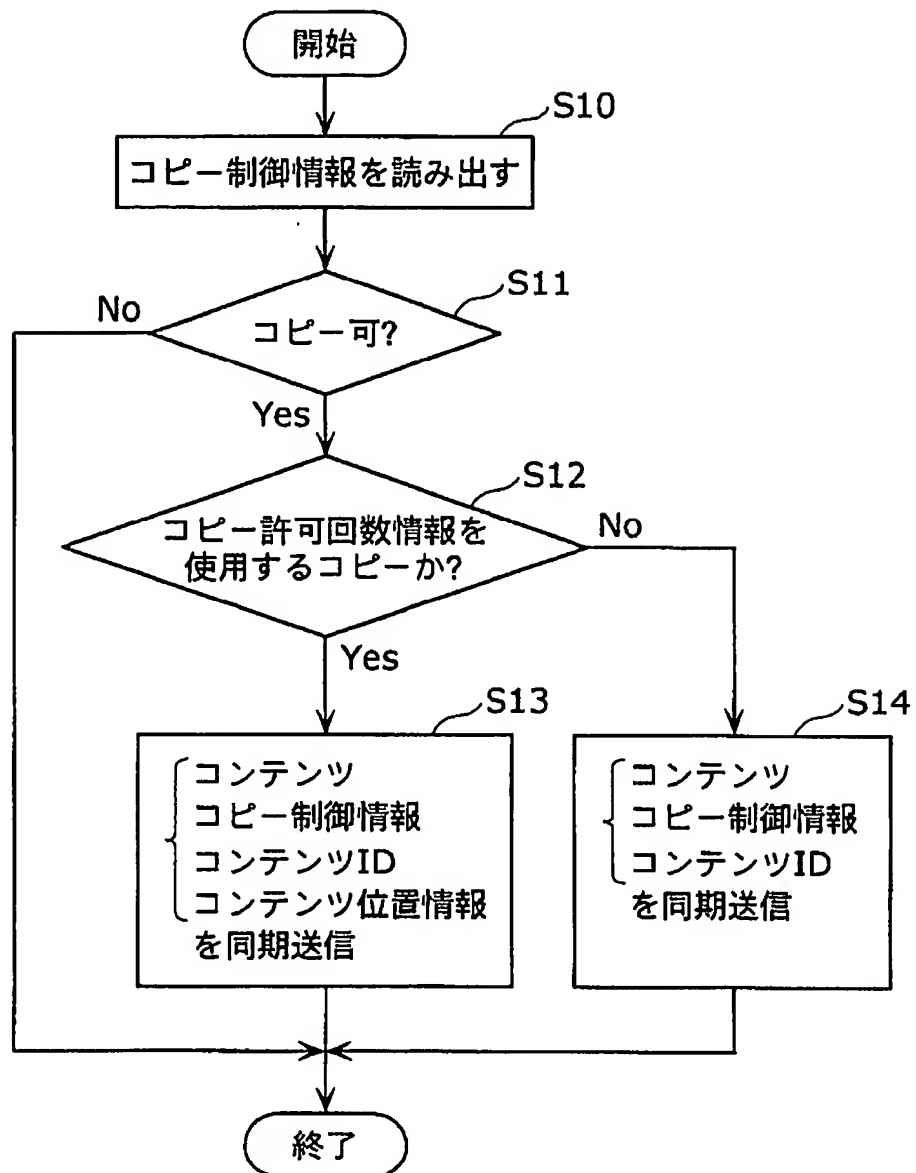 開始
S10
コピー制御情報を読み出す
S11
No
コピー可?
Yes
S12
コピー許可回数情報を
使用するコピーか?
No
Yes
S13
コンテンツ
コピー制御情報
コンテンツID
コンテンツ位置情報
を同期送信
S14
コンテンツ
コピー制御情報
コンテンツID
を同期送信
終了